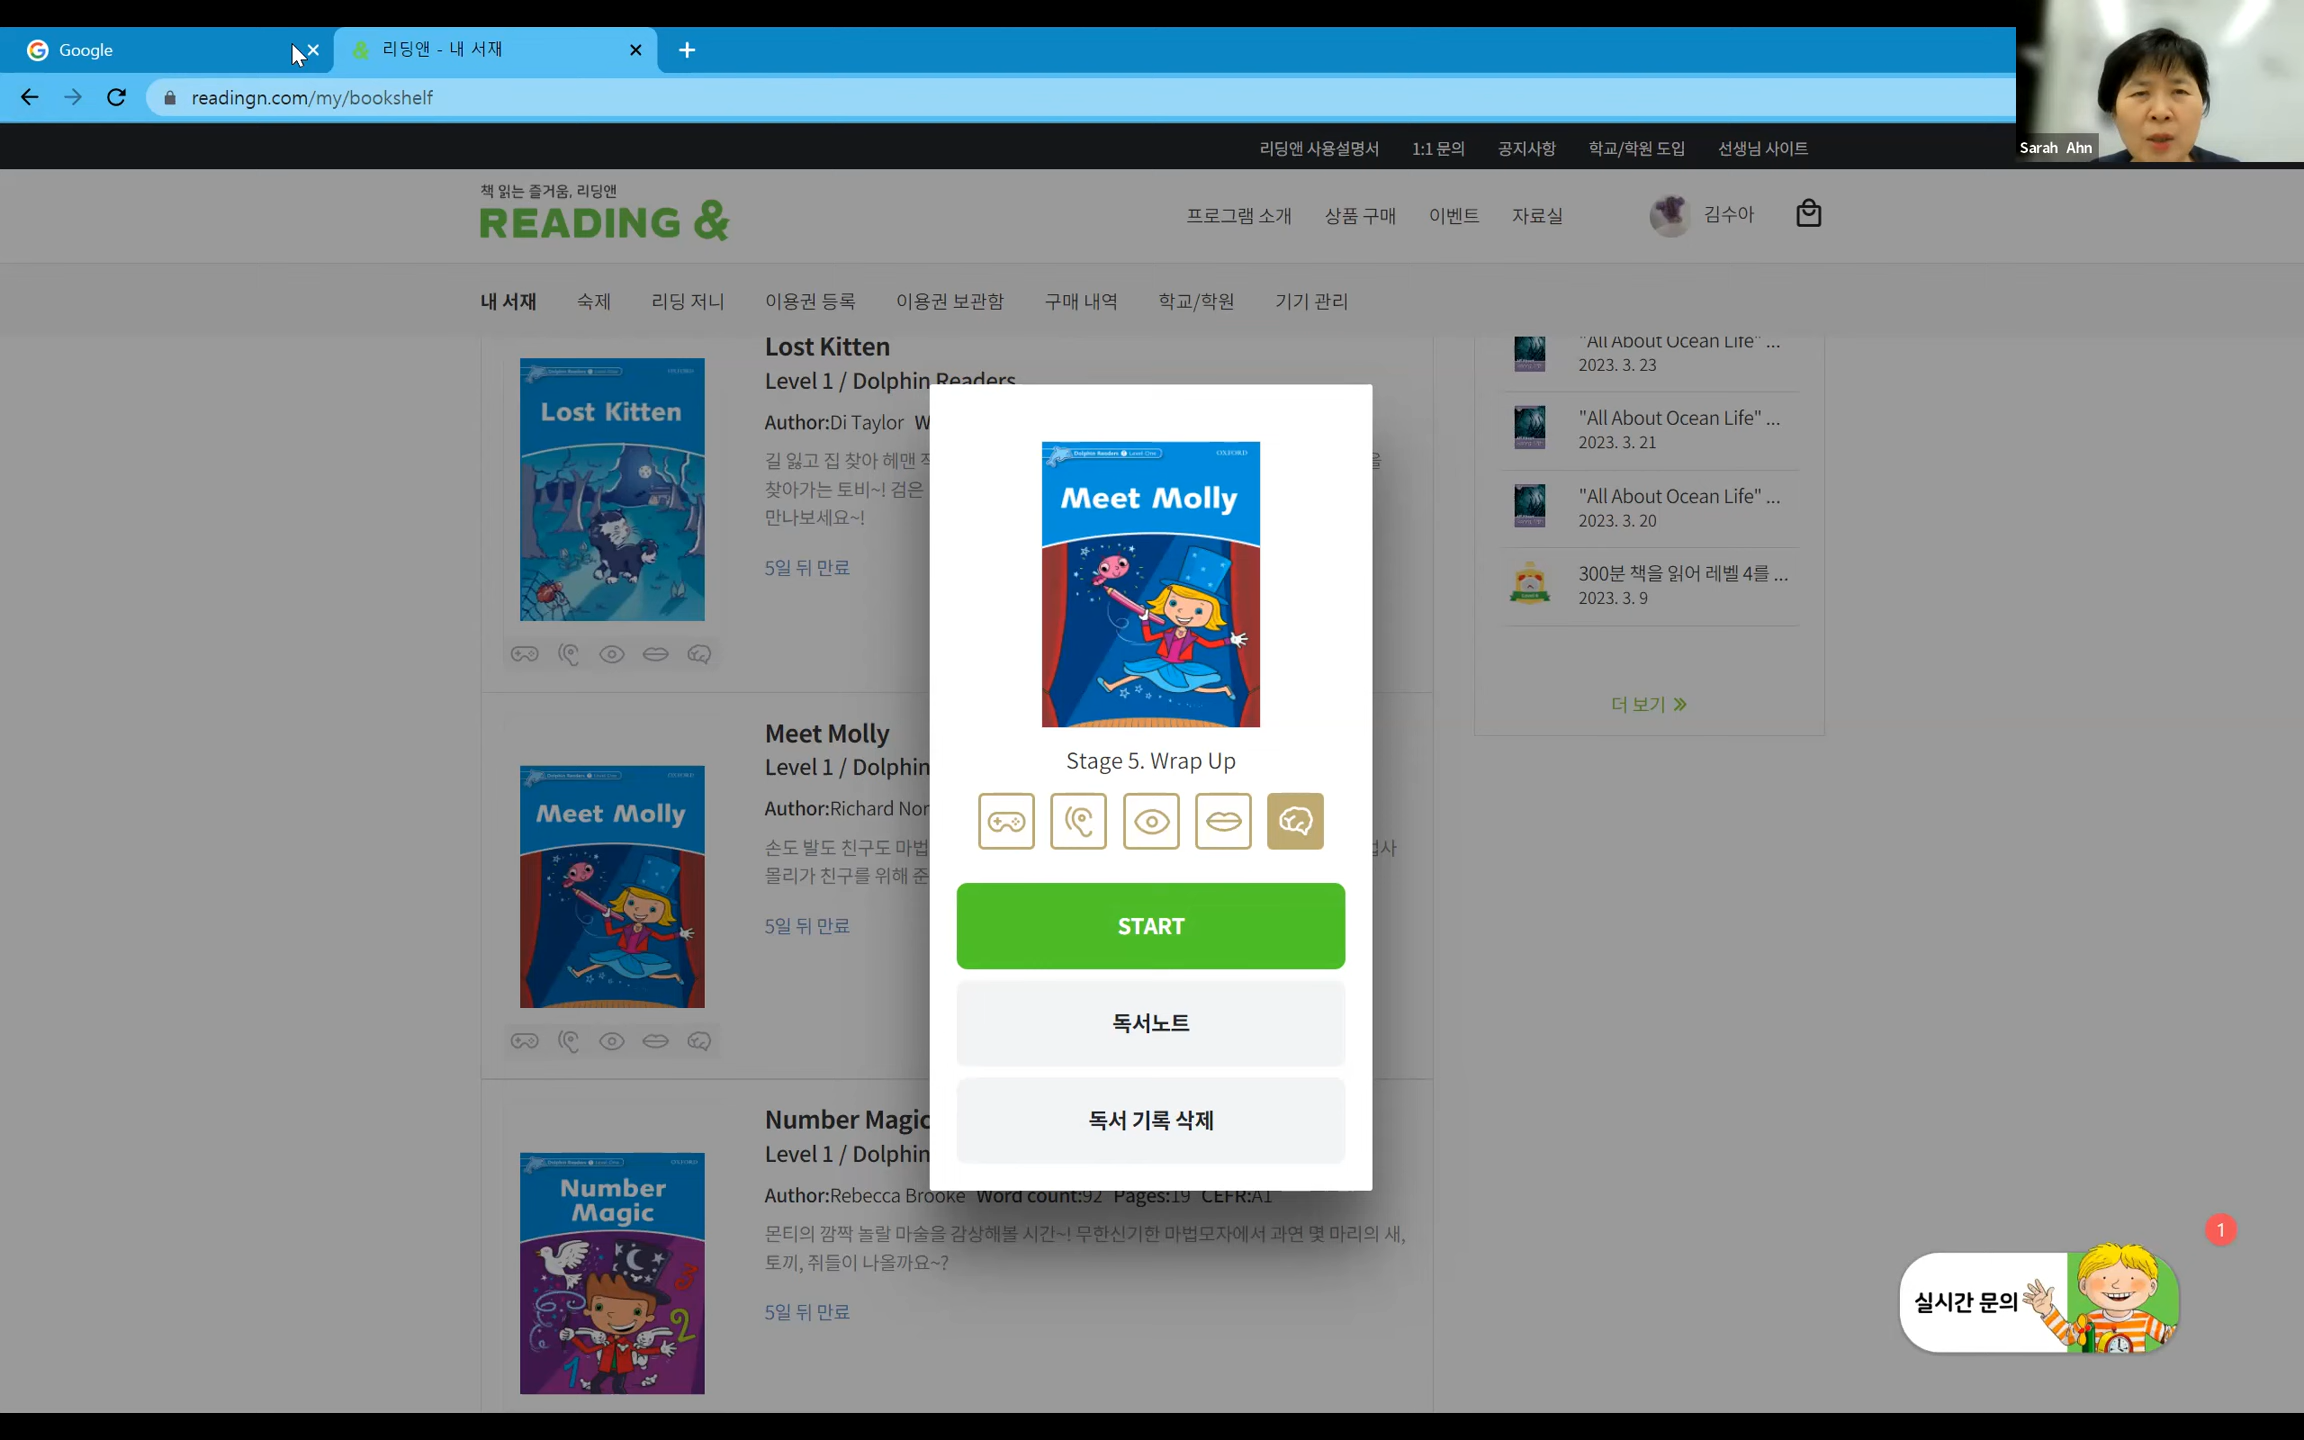 Google
리딩앤 - 내 서재
readingn.com/my/bookshelf
Sarah Ahn
리딩앤 사용설명서 1:1 문의 공지사항 학교/학원 도입 선생님 사이트
책 읽는 즐거움, 리딩앤
READING &
프로그램 소개 상품 구매 이벤트 자료실 김수아
내 서재 숙제 리딩 저니 이용권 등록 이용권 보관함 구매 내역 학교/학원 기기 관리
Lost Kitten
Level 1 / Dolphin Readers
Author:Di Taylor W
길 잃고 집 찾아 헤맨
찾아가는 토비~! 검은
만나보세요~!
5일 뒤 만료
Lost Kitten
Meet Molly
Level 1 / Dolphin
Author:Richard Nor
손도 발도 친구도 마법
몰리가 친구를 위해 준
5일 뒤 만료
Meet Molly
Number Magic
Level 1 / Dolphin
Author:Rebecca Brooke Word count:92 Pages:19 CEFR:A1
몬티의 깜짝 놀랄 마술을 감상해볼 시간~! 무한신기한 마법모자에서 과연 몇 마리의 새,
토끼, 쥐들이 나올까요~?
5일 뒤 만료
Number
Magic
3
2
1
Dolphin Readers Level One OXFORD
Meet Molly
Stage 5. Wrap Up
START
독서노트
독서 기록 삭제
"All About Ocean Life" ...
2023. 3. 23
"All About Ocean Life" ...
2023. 3. 21
"All About Ocean Life" ...
2023. 3. 20
300분 책을 읽어 레벨 4를 ...
2023. 3. 9
더 보기
1
실시간 문의